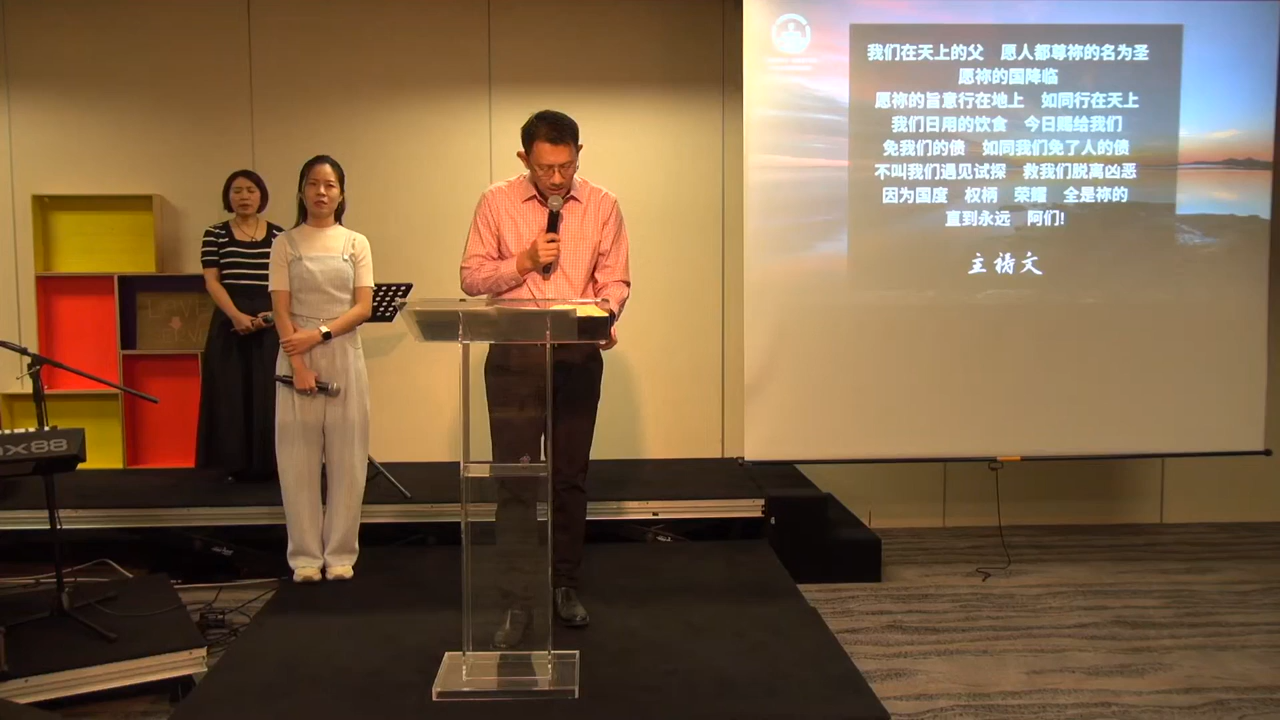 我们在天上的父　愿人都尊祢的名为圣
愿祢的国降临
愿祢的旨意行在地上　如同行在天上
我们日用的饮食　今日赐给我们
免我们的债　如同我们免了人的债
不叫我们遇见试探　救我们脱离凶恶
因为国度　权柄　荣耀　全是祢的
直到永远　阿们!
主祷文
LOVE
X88